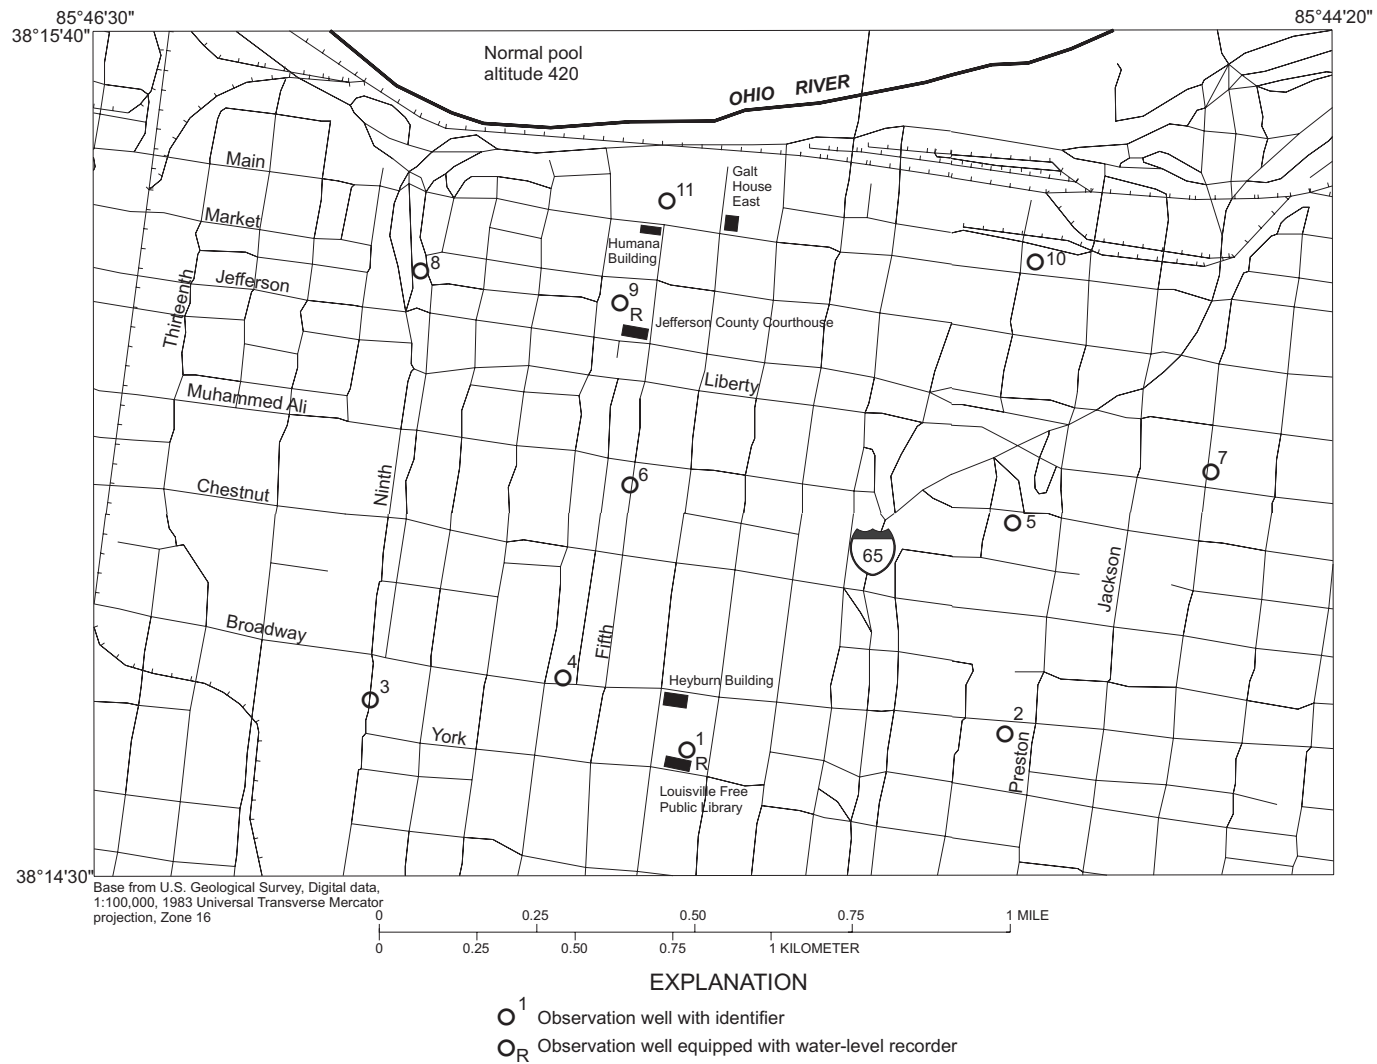 85°46'30"
85°44'20"
38°15'40"
Normal pool
altitude 420
OHIO RIVER
Main
Galt
House
East
11
Market
Humana
Building
8
10
Jefferson
9
R
Thirteenth
Jefferson County Courthouse
Liberty
Muhammed Ali
7
6
Ninth
Chestnut
5
65
Jackson
Broadway
Fifth
4
Heyburn Building
3
2
York
1
R
Preston
Louisville Free
Public Library
38°14'30"
Base from U.S. Geological Survey, Digital data,
1:100,000, 1983 Universal Transverse Mercator
projection, Zone 16
0 0.25 0.50 0.75 1 MILE
0 0.25 0.50 0.75 1 KILOMETER
EXPLANATION
1 Observation well with identifier
R Observation well equipped with water-level recorder